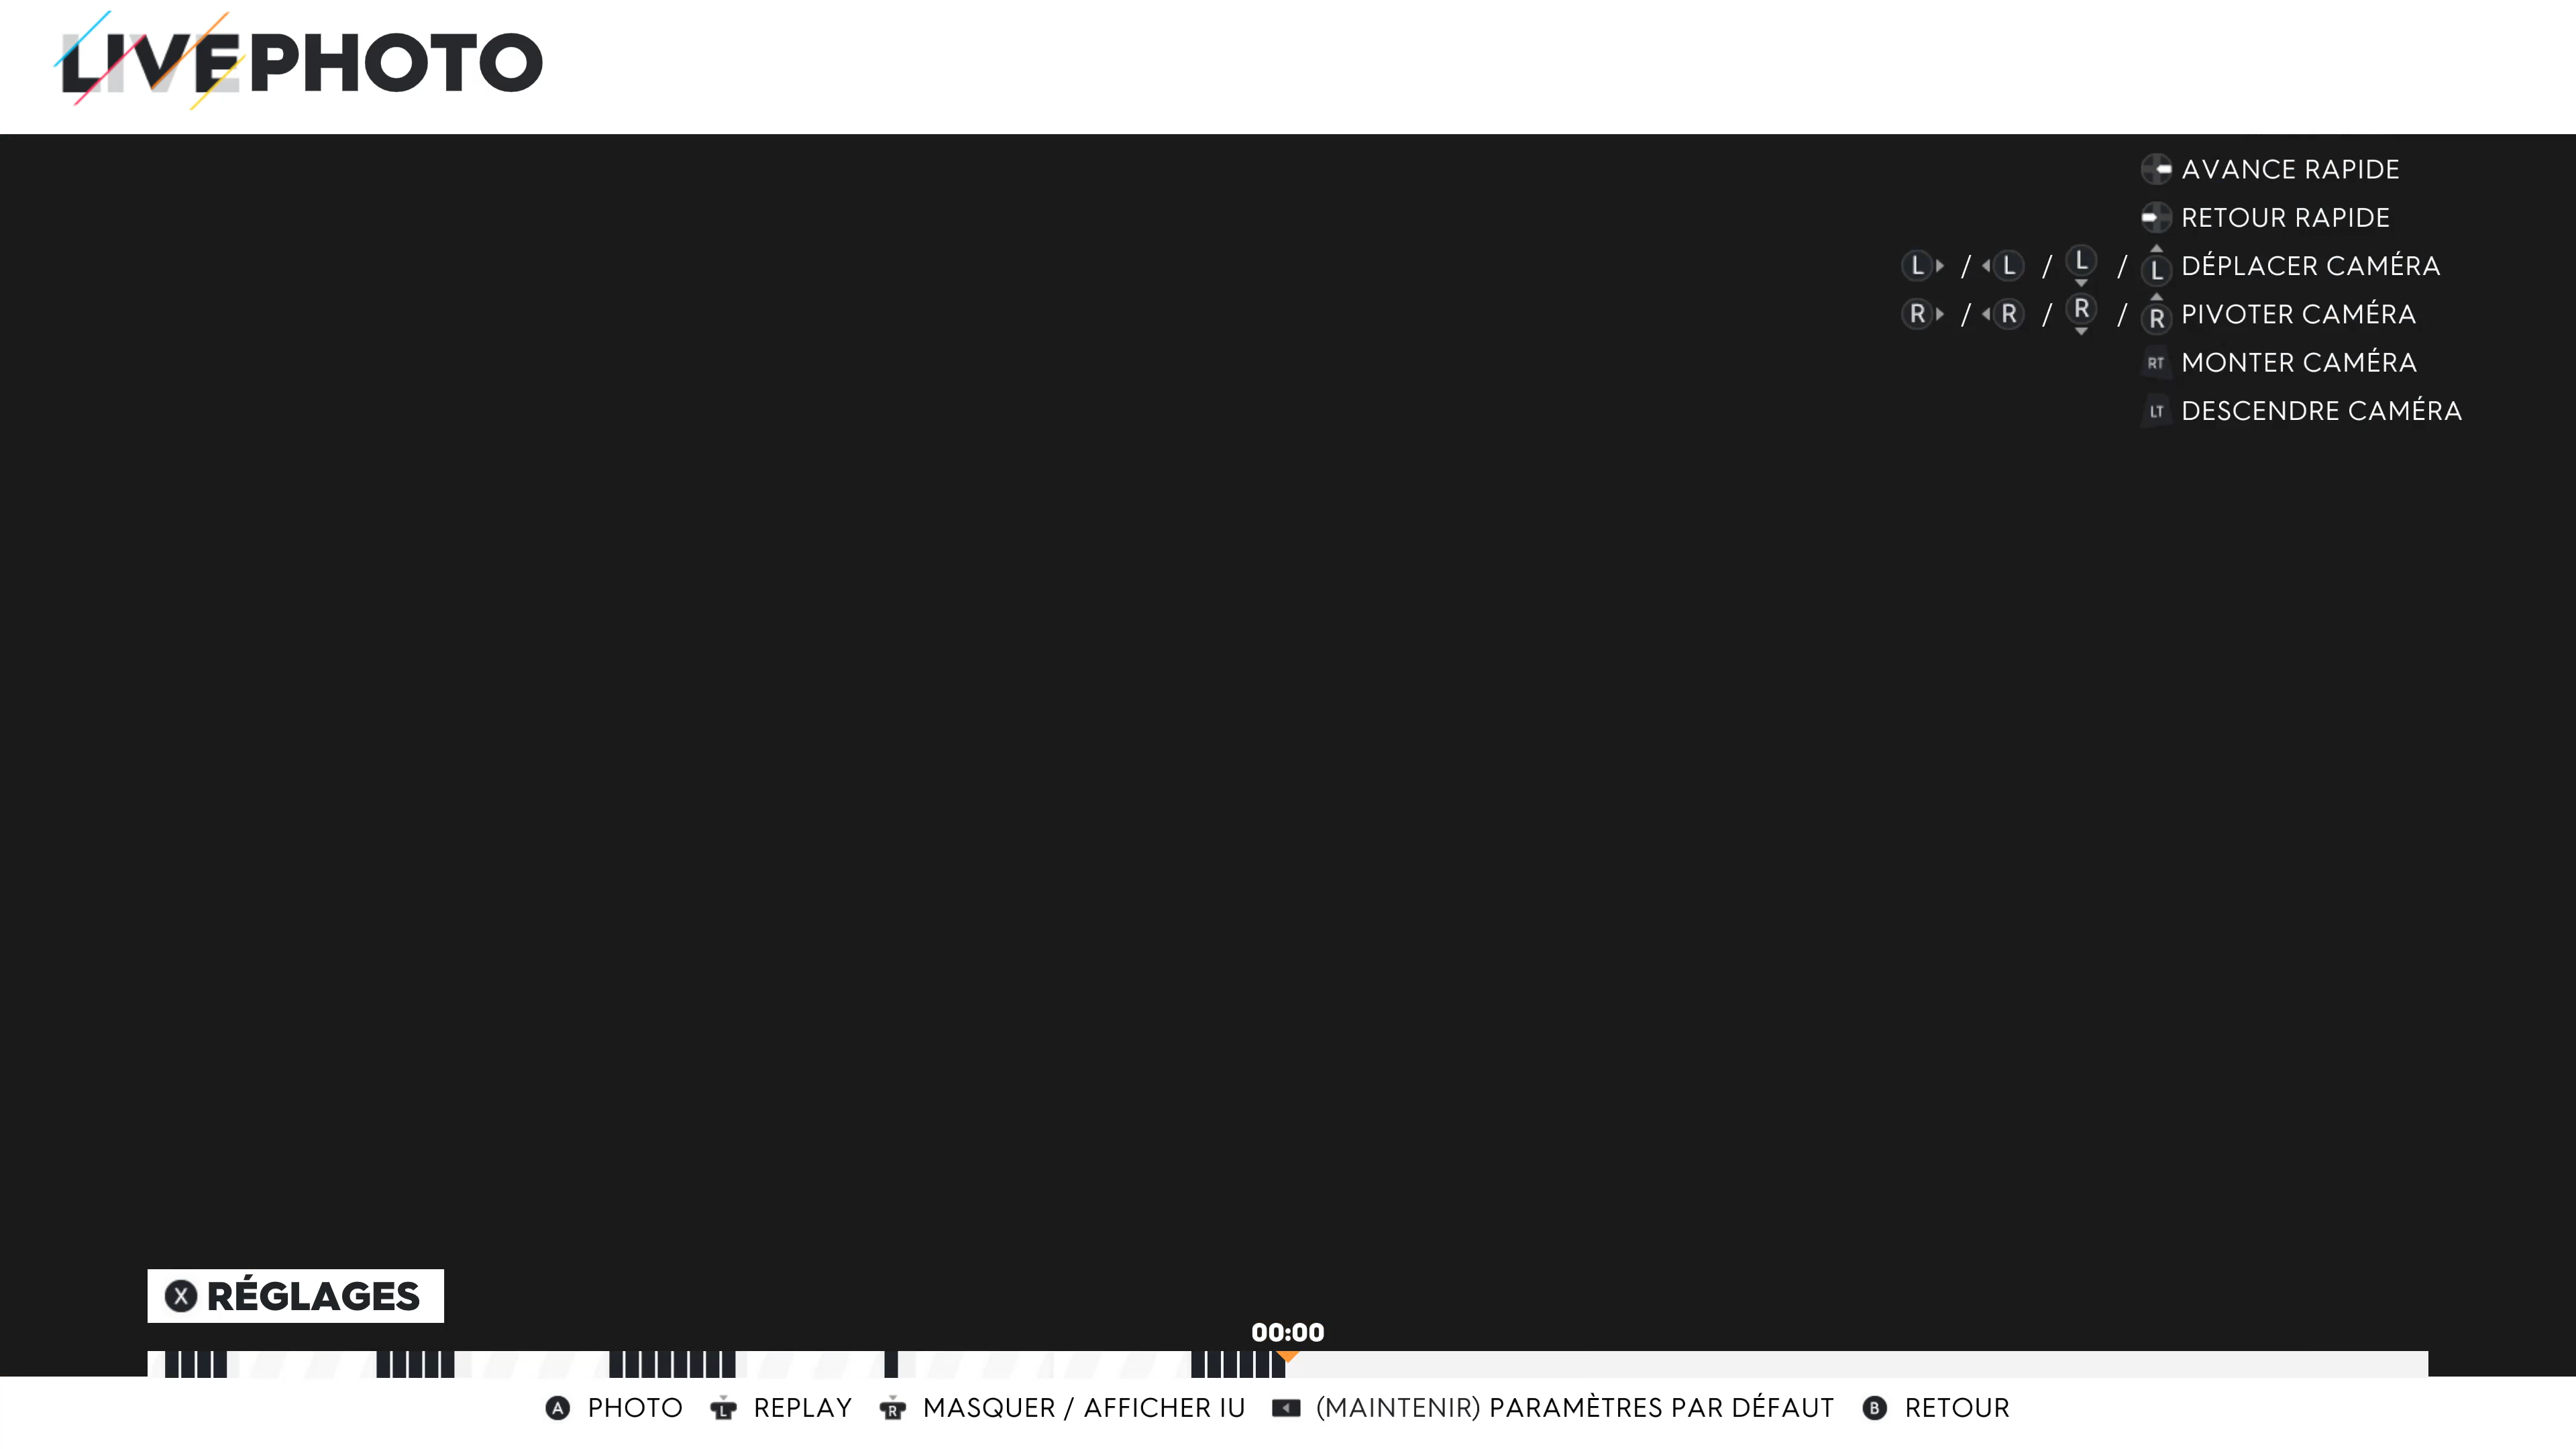 LIVEPHOTO
AVANCE RAPIDE
RETOUR RAPIDE
L / L / L / L DÉPLACER CAMÉRA
R / R / R / R PIVOTER CAMÉRA
RT MONTER CAMÉRA
LT DESCENDRE CAMÉRA
X RÉGLAGES
00:00
A PHOTO L REPLAY R MASQUER / AFFICHER IU (MAINTENIR) PARAMÈTRES PAR DÉFAUT B RETOUR